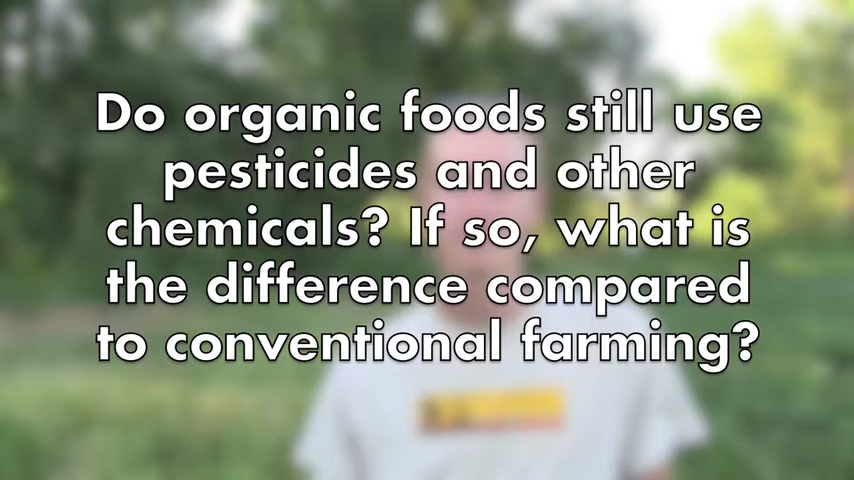 Do organic foods still use
pesticides and other
chemicals? If so, what is
the difference compared
to conventional farming?